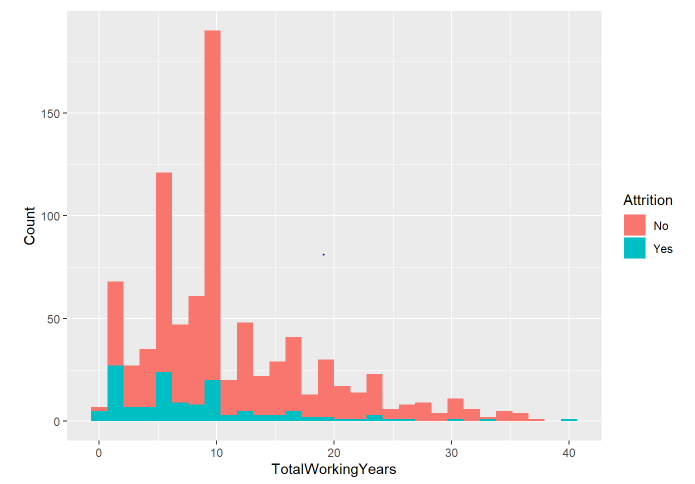 150
100
50
0
Count
0 10 20 30 40
TotalWorkingYears
Attrition
No
Yes